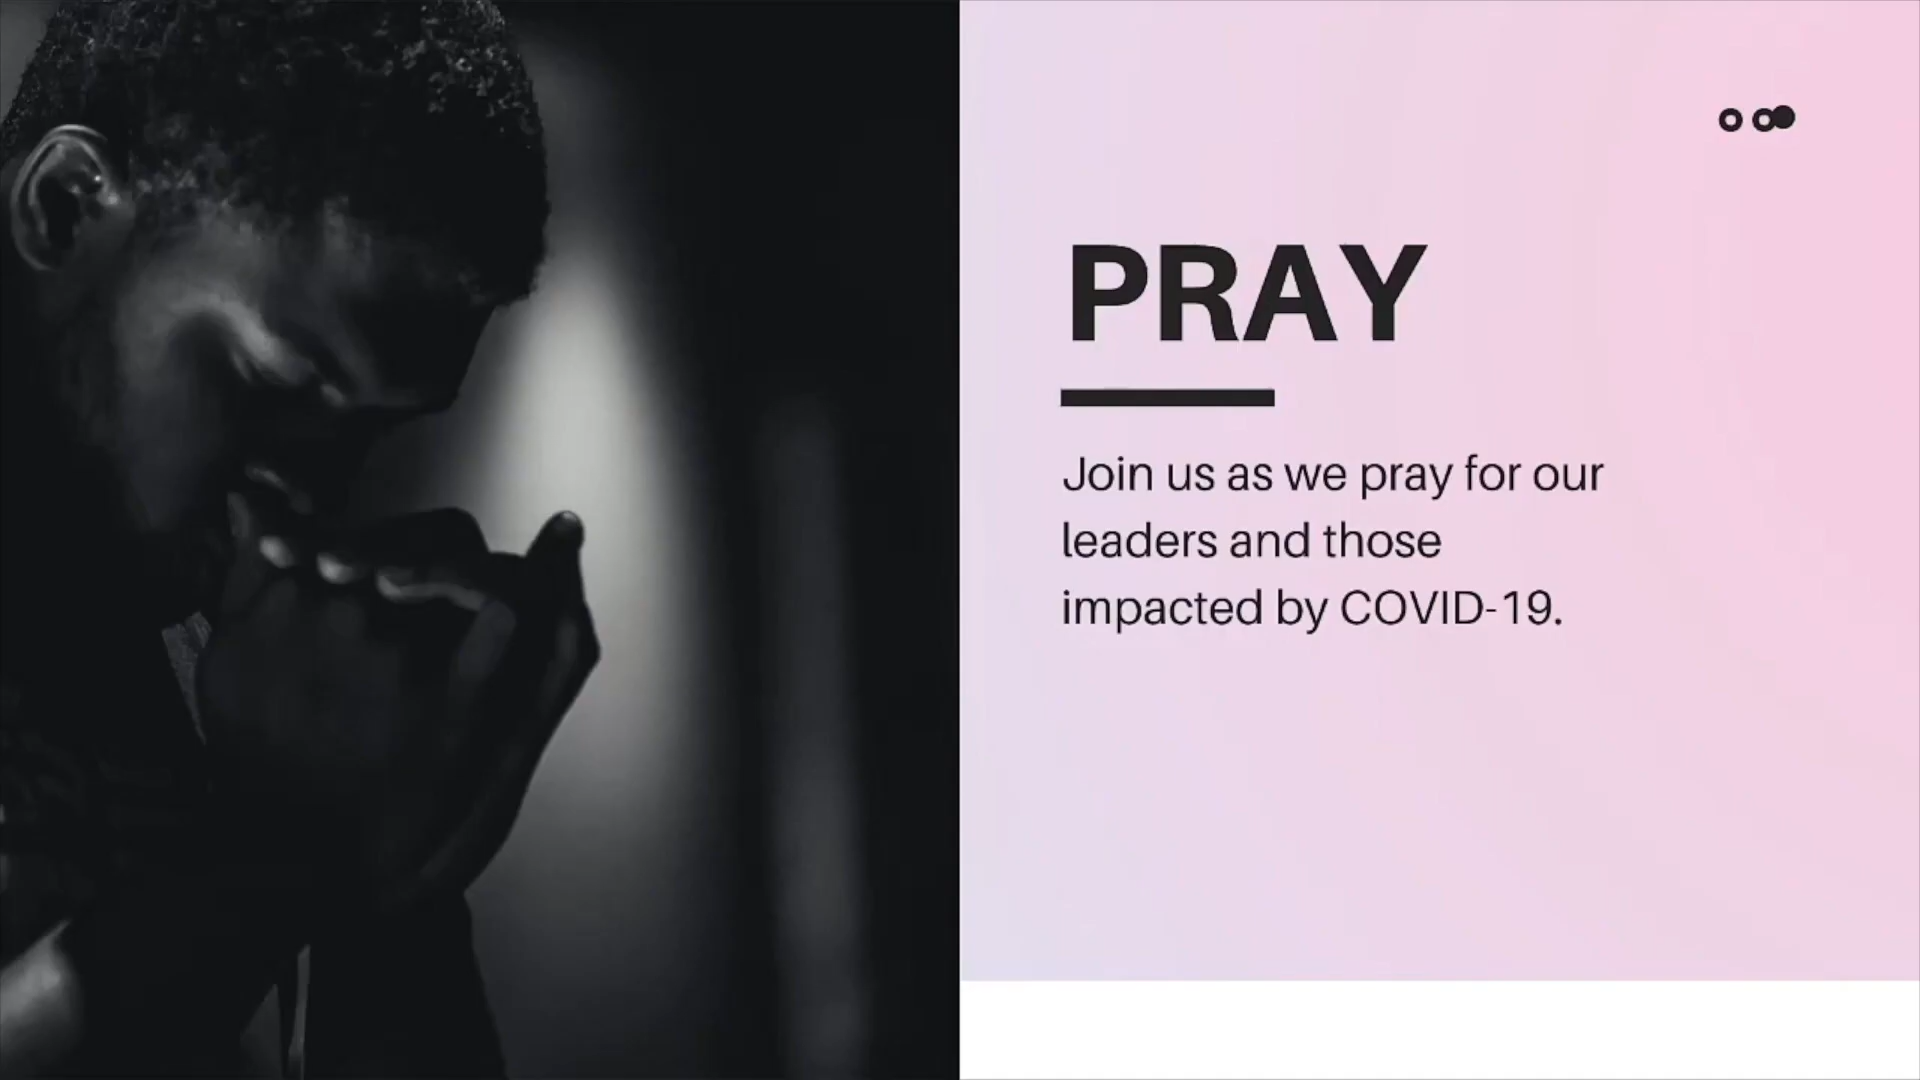 PRAY
Join us as we pray for our
leaders and those
impacted by COVID-19.